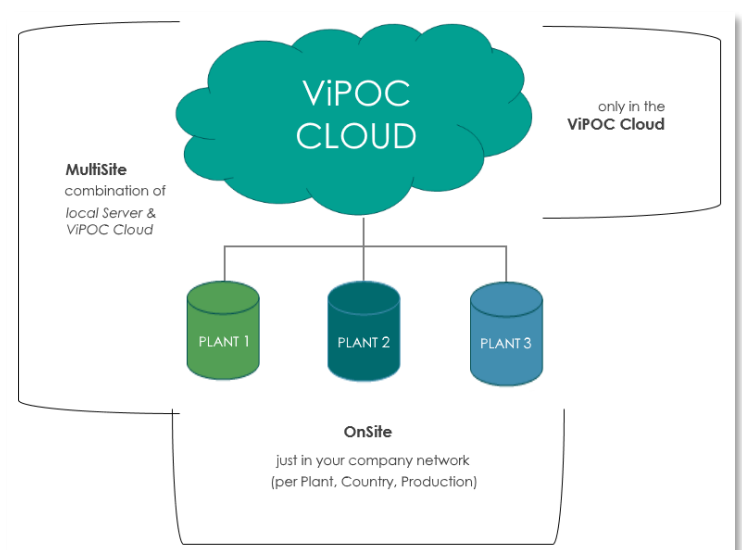 ViPOC
CLOUD
only in the
ViPOC Cloud
MultiSite
combination of
local Server &
ViPOC Cloud
PLANT 1
PLANT 2
PLANT 3
OnSite
just in your company network
(per Plant, Country, Production)